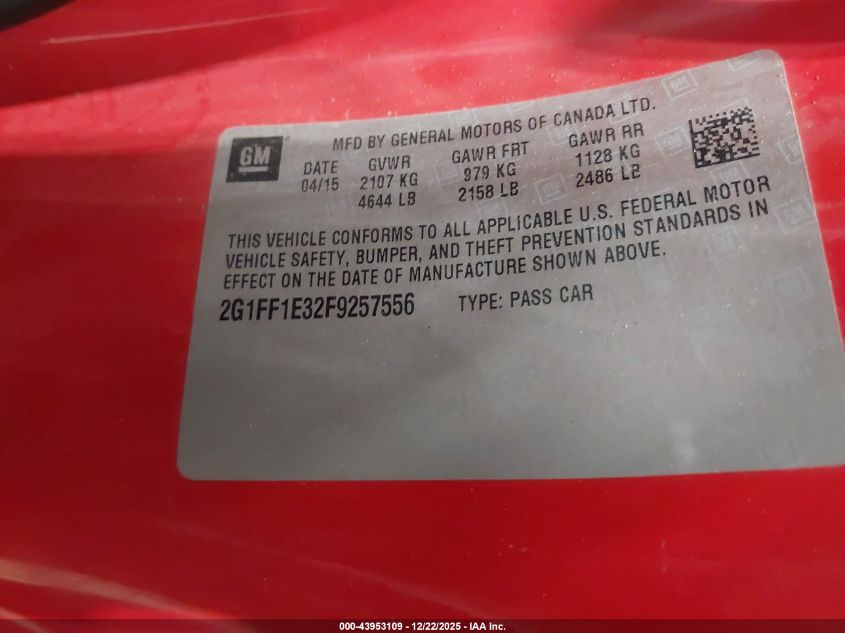 GM
MFD BY GENERAL MOTORS OF CANADA LTD.
DATE GVWR GAWR FRT GAWR RR
04/15 2107 KG 979 KG 1128 KG
4644 LB 2158 LB 2486 LB
THIS VEHICLE CONFORMS TO ALL APPLICABLE U.S. FEDERAL MOTOR
VEHICLE SAFETY, BUMPER, AND THEFT PREVENTION STANDARDS IN
EFFECT ON THE DATE OF MANUFACTURE SHOWN ABOVE.
2G1FF1E32F9257556 TYPE: PASS CAR
000-43953109 - 12/22/2025 - IAA Inc.